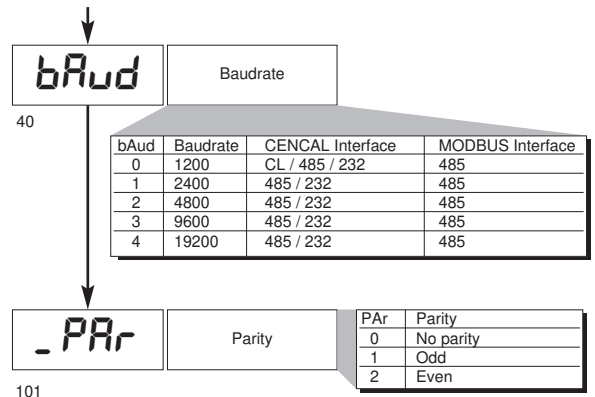 bAud
Baudrate
40
bAud Baudrate CENCAL Interface MODBUS Interface
0 1200 CL / 485 / 232 485
1 2400 485 / 232 485
2 4800 485 / 232 485
3 9600 485 / 232 485
4 19200 485 / 232 485
_PAr
Parity
PAr Parity
0 No parity
1 Odd
2 Even
101